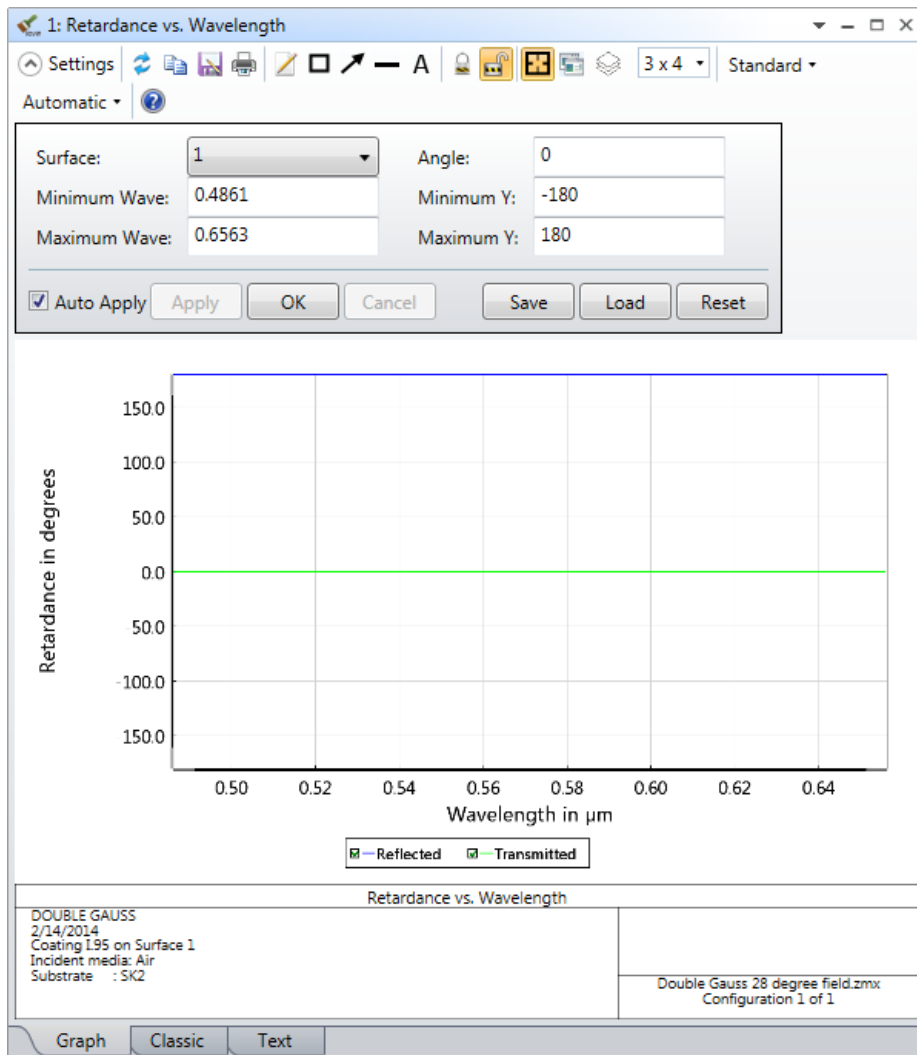 1: Retardance vs. Wavelength
Settings A 3 x 4 Standard
Automatic ?
Surface: 1 Angle: 0
Minimum Wave: 0.4861 Minimum Y: -180
Maximum Wave: 0.6563 Maximum Y: 180
Auto Apply Apply OK Cancel Save Load Reset
150.0
100.0
50.0
0.0
50.0
-100.0
150.0
Retardance in degrees
0.50 0.52 0.54 0.56 0.58 0.60 0.62 0.64
Wavelength in µm
Reflected Transmitted
Retardance vs. Wavelength
DOUBLE GAUSS
2/14/2014
Coating I.95 on Surface 1
Incident media: Air
Substrate : SK2
Double Gauss 28 degree field.zmx
Configuration 1 of 1
Graph Classic Text